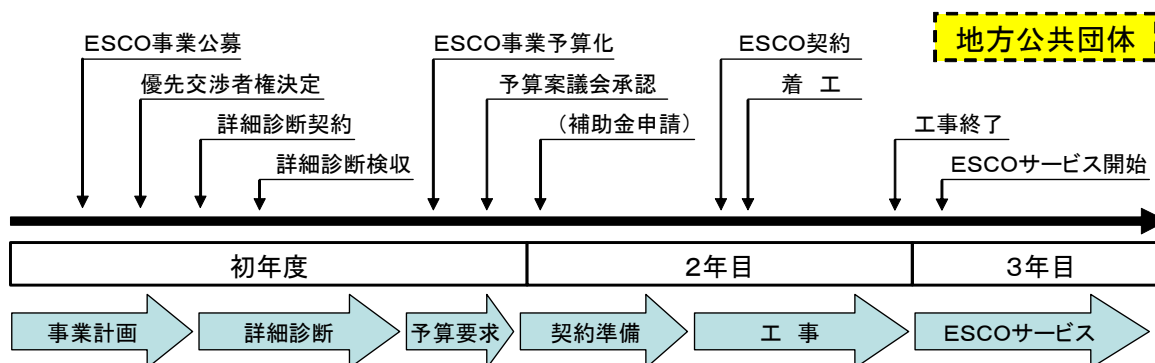 ESCO事業公募
ESCO事業予算化
ESCO契約
地方公共団体
優先交渉者権決定
予算案議会承認
着　工
詳細診断契約
（補助金申請）
工事終了
詳細診断検収
ESCOサービス開始
初年度
２年目
３年目
事業計画
詳細診断
予算要求
契約準備
工　事
ESCOサービス